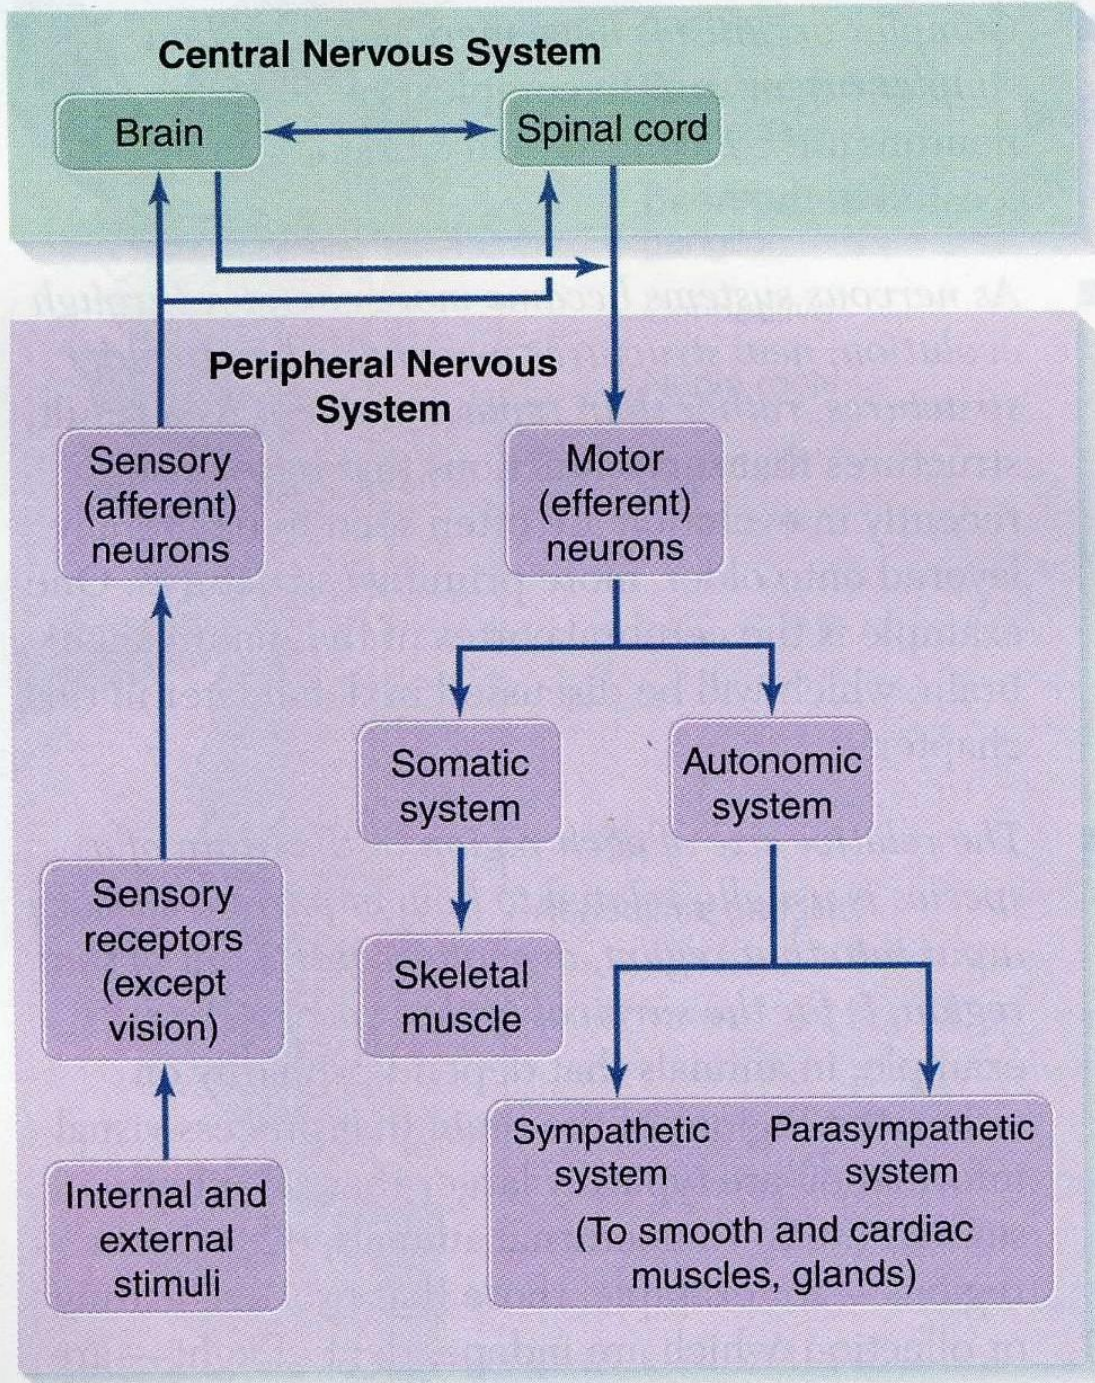 Central Nervous System
Brain
Spinal cord
Peripheral Nervous
System
Sensory
(afferent)
neurons
Motor
(efferent)
neurons
Somatic
system
Autonomic
system
Sensory
receptors
(except
vision)
Skeletal
muscle
Internal and
external
stimuli
Sympathetic
system
Parasympathetic
system
(To smooth and cardiac
muscles, glands)